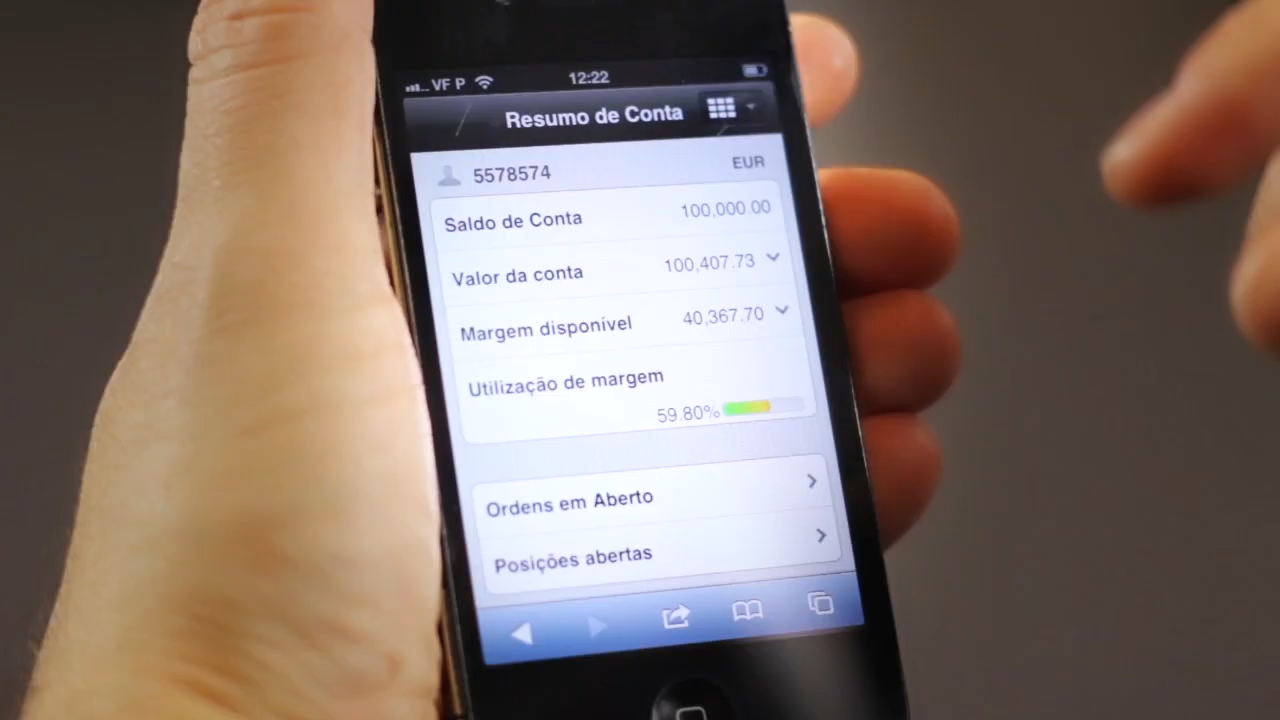 VF P 12:22
Resumo de Conta
5578574 EUR
Saldo de Conta 100,000.00
Valor da conta 100,407.73
Margem disponível 40,367.70
Utilização de margem
59.80%
Ordens em Aberto
Posições abertas